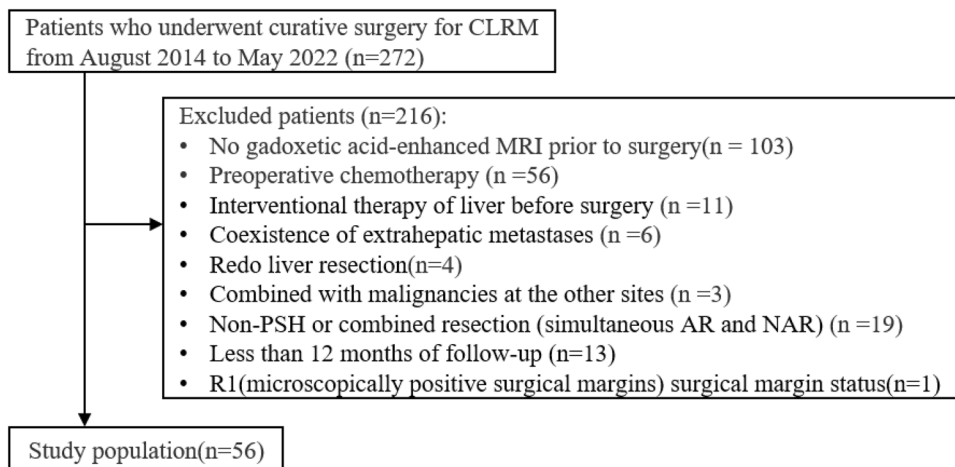 Patients who underwent curative surgery for CLRM
from August 2014 to May 2022 (n=272)
Excluded patients (n=216):
• No gadoxetic acid-enhanced MRI prior to surgery(n = 103)
• Preoperative chemotherapy (n =56)
• Interventional therapy of liver before surgery (n =11)
• Coexistence of extrahepatic metastases (n =6)
• Redo liver resection(n=4)
• Combined with malignancies at the other sites (n =3)
• Non-PSH or combined resection (simultaneous AR and NAR) (n =19)
• Less than 12 months of follow-up (n=13)
• R1(microscopically positive surgical margins) surgical margin status(n=1)
Study population(n=56)